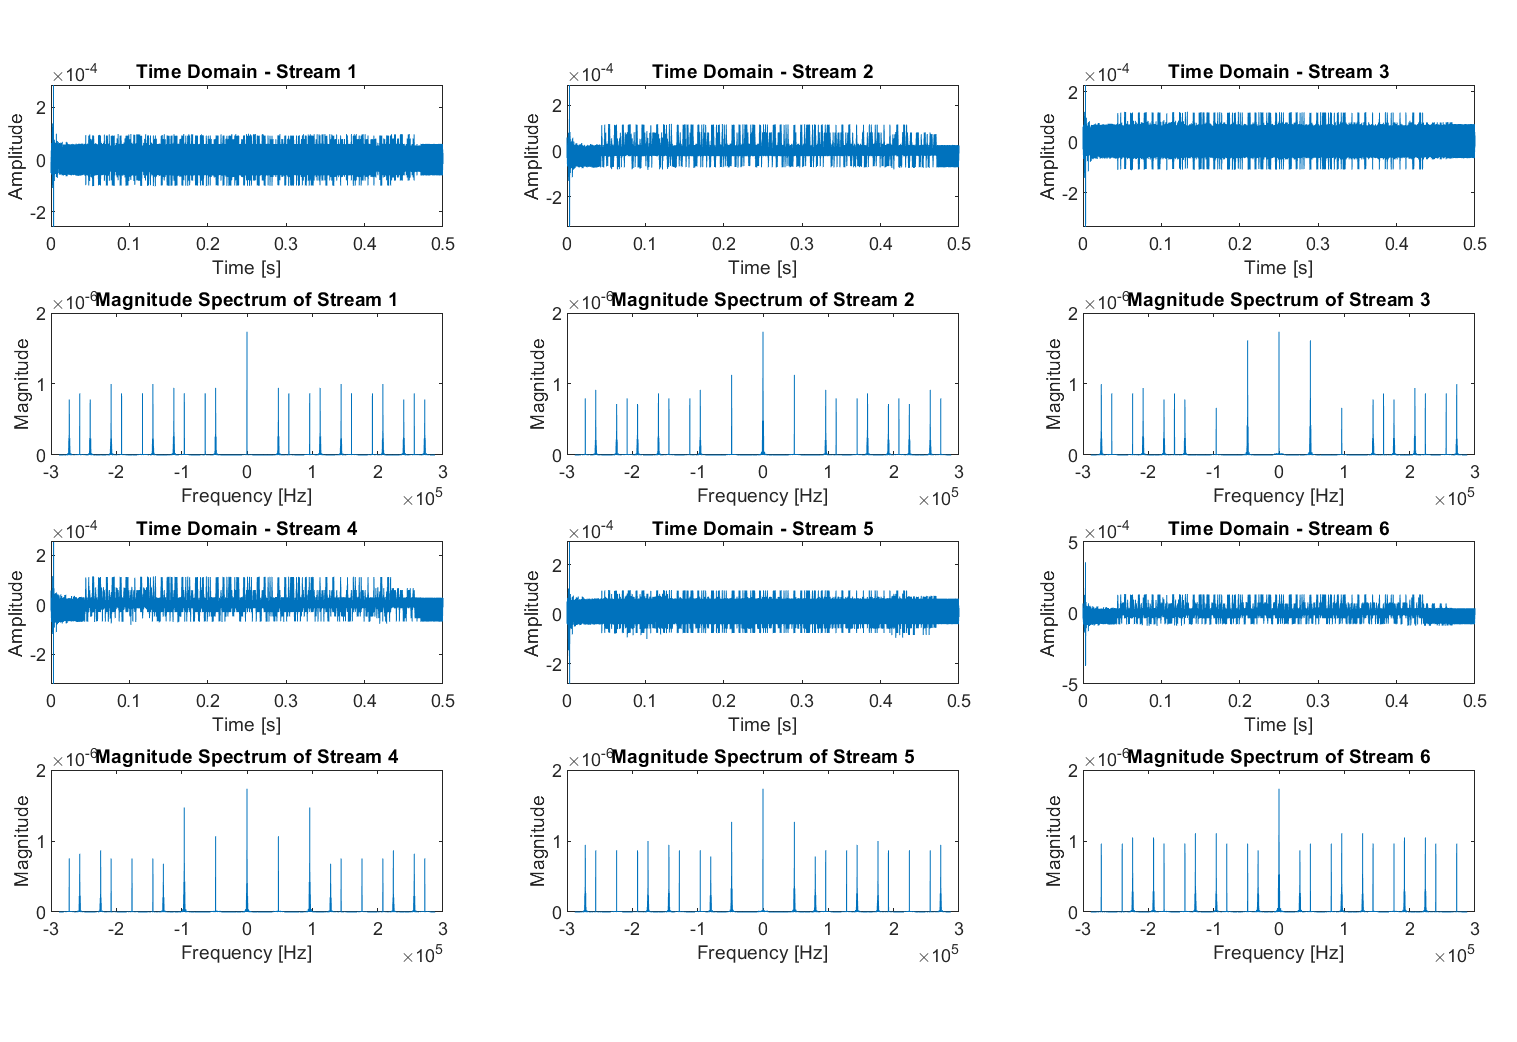 ×10-4 Time Domain - Stream 1
Amplitude
2
0
-2
0 0.1 0.2 0.3 0.4 0.5
Time [s]
×10-4 Time Domain - Stream 2
Amplitude
2
0
-2
0 0.1 0.2 0.3 0.4 0.5
Time [s]
×10-4 Time Domain - Stream 3
Amplitude
2
0
-2
0 0.1 0.2 0.3 0.4 0.5
Time [s]
×10-6 Magnitude Spectrum of Stream 1
Magnitude
2
1
0
-3 -2 -1 0 1 2 3
Frequency [Hz] ×105
×10-6 Magnitude Spectrum of Stream 2
Magnitude
2
1
0
-3 -2 -1 0 1 2 3
Frequency [Hz] ×105
×10-6 Magnitude Spectrum of Stream 3
Magnitude
2
1
0
-3 -2 -1 0 1 2 3
Frequency [Hz] ×105
×10-4 Time Domain - Stream 4
Amplitude
2
0
-2
0 0.1 0.2 0.3 0.4 0.5
Time [s]
×10-4 Time Domain - Stream 5
Amplitude
2
0
-2
0 0.1 0.2 0.3 0.4 0.5
Time [s]
×10-4 Time Domain - Stream 6
Amplitude
5
0
-5
0 0.1 0.2 0.3 0.4 0.5
Time [s]
×10-6 Magnitude Spectrum of Stream 4
Magnitude
2
1
0
-3 -2 -1 0 1 2 3
Frequency [Hz] ×105
×10-6 Magnitude Spectrum of Stream 5
Magnitude
2
1
0
-3 -2 -1 0 1 2 3
Frequency [Hz] ×105
×10-6 Magnitude Spectrum of Stream 6
Magnitude
2
1
0
-3 -2 -1 0 1 2 3
Frequency [Hz] ×105